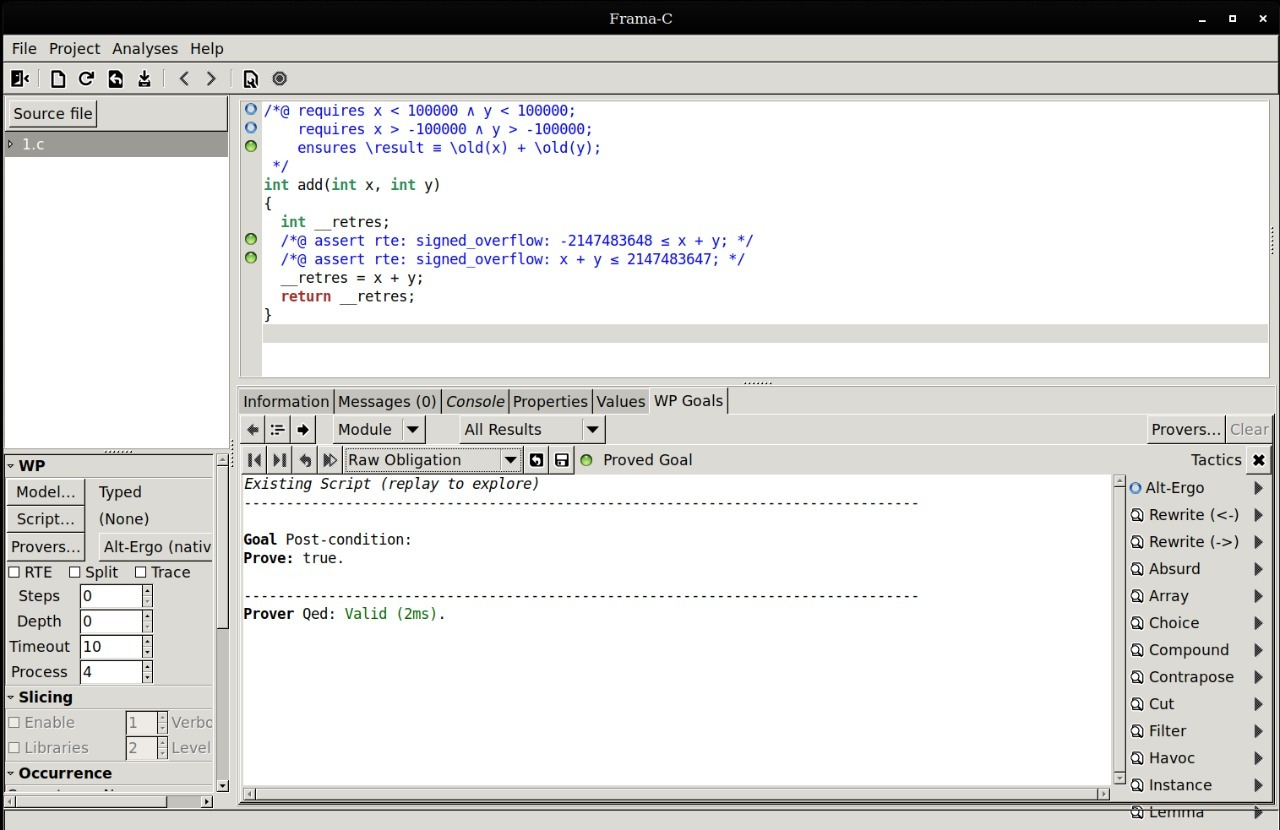 Frama-C
File Project Analyses Help
Source file
1.c
/*@ requires x < 100000 ∧ y < 100000;
requires x > -100000 ∧ y > -100000;
ensures \result ≡ \old(x) + \old(y);
*/
int add(int x, int y)
{
int __retres;
/*@ assert rte: signed_overflow: -2147483648 ≤ x + y; */
/*@ assert rte: signed_overflow: x + y ≤ 2147483647; */
__retres = x + y;
return __retres;
}
Information Messages (0) Console Properties Values WP Goals
Module All Results Provers... Clear
Raw Obligation Proved Goal Tactics
Existing Script (replay to explore)
--------------------------------------------------------------------------------
Goal Post-condition:
Prove: true.
--------------------------------------------------------------------------------
Prover Qed: Valid (2ms).
WP
Model... Typed
Script... (None)
Provers... Alt-Ergo (nativ
RTE Split Trace
Steps 0
Depth 0
Timeout 10
Process 4
Slicing
Enable 1 Verbo
Libraries 2 Level
Occurrence
Alt-Ergo
Rewrite (<-)
Rewrite (->)
Absurd
Array
Choice
Compound
Contrapose
Cut
Filter
Havoc
Instance
Lemma